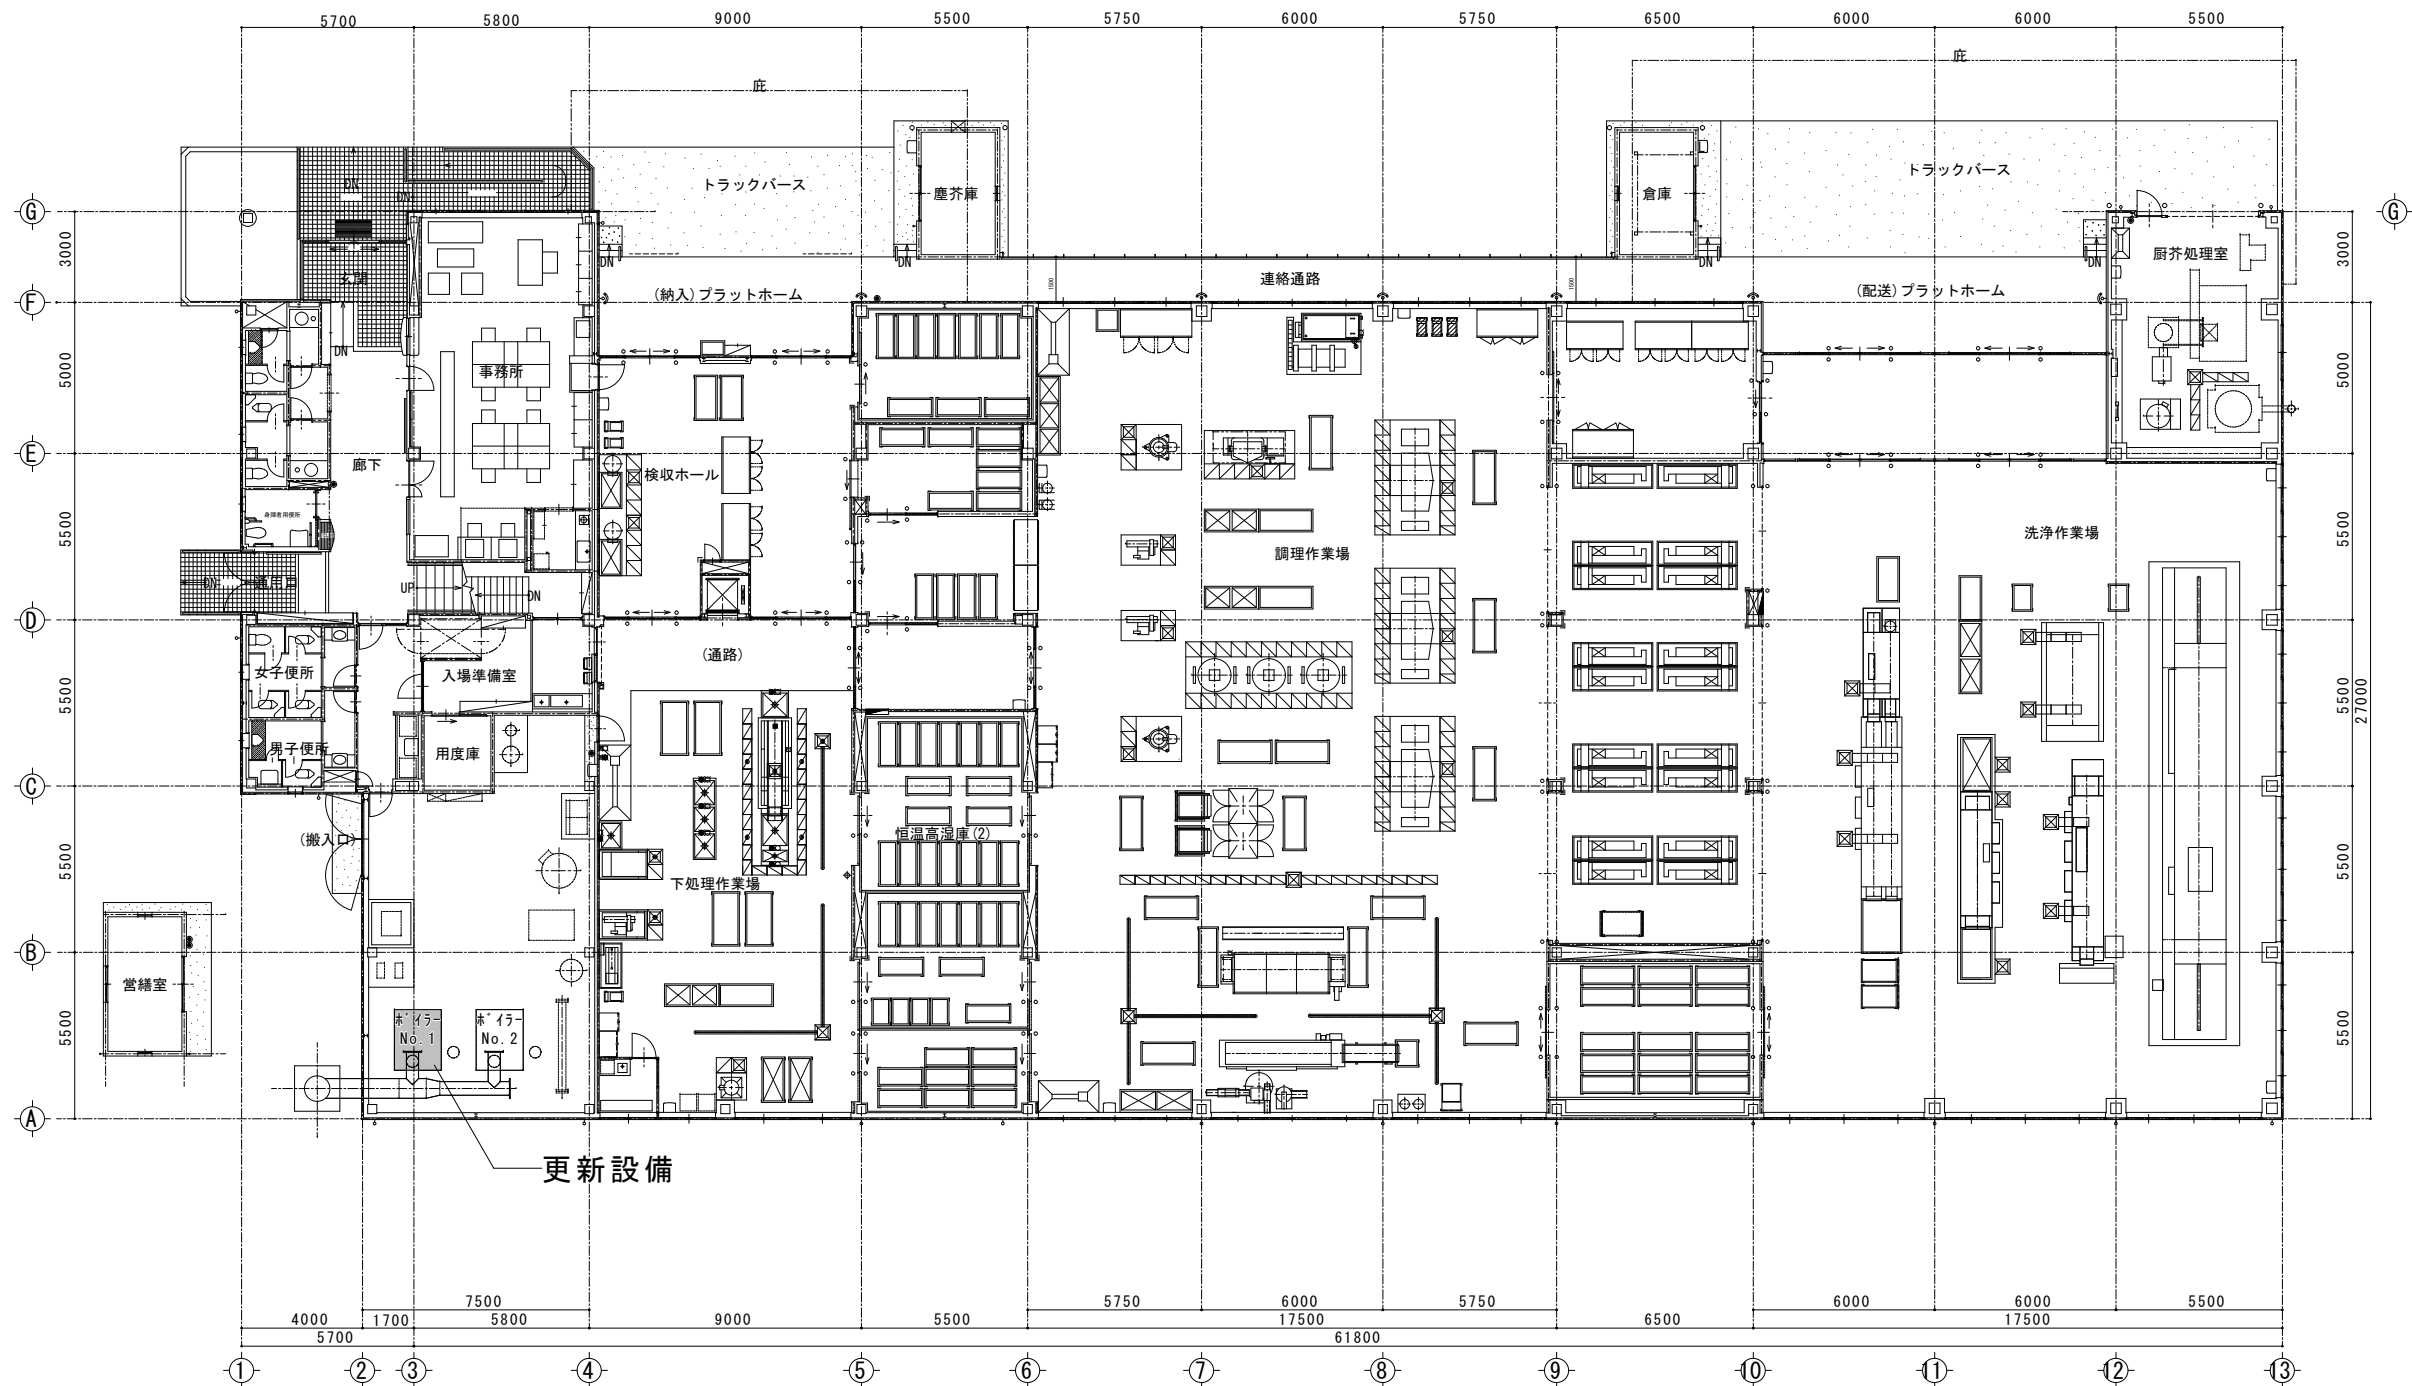 5700 5800 9000 5500 5750 6000 5750 6500 6000 6000 5500
庇
庇
トラックバース
塵芥庫
倉庫
トラックバース
DN
DN
G
G
3000
3000
玄関
DN
DN
DN
DN
厨芥処理室
連絡通路
1500
1500
(納入)プラットホーム
(配送)プラットホーム
F
DN
5000
5000
事務所
E
廊下
検収ホール
身障者用便所
5500
5500
洗浄作業場
調理作業場
DN
通用口
UP
DN
D
(通路)
女子便所
入場準備室
5500
5500
27000
男子便所
用度庫
C
(搬入口)
恒温高湿庫(2)
5500
5500
下処理作業場
B
営繕室
ボイラー
No.1
ボイラー
No.2
5500
5500
A
更新設備
7500 5750 6000 5750 6000 6000 5500
4000 1700 5800 9000 5500 17500 6500 17500
5700 61800
1 2 3 4 5 6 7 8 9 10 11 12 13